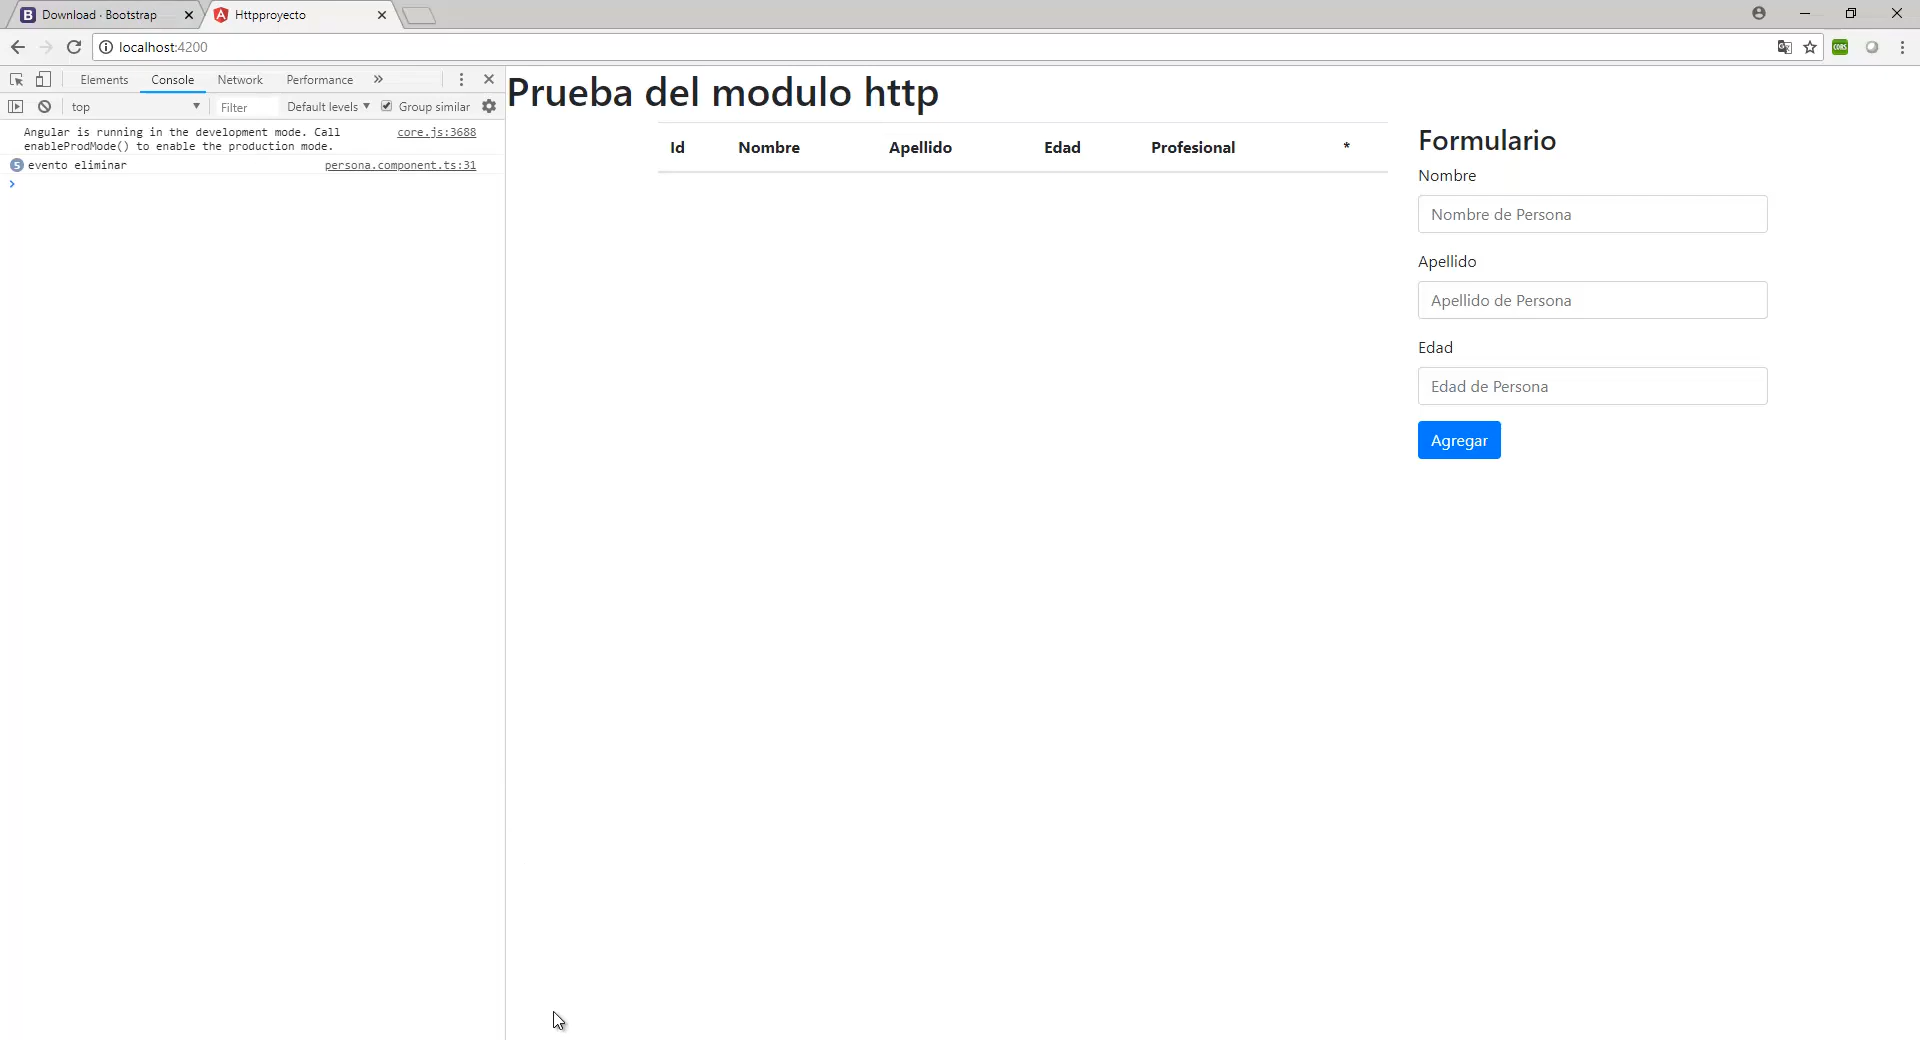 Download · Bootstrap
Httpproyecto
localhost:4200
CORS
Elements Console Network Performance »
top Filter Default levels Group similar
Angular is running in the development mode. Call core.js:3688
enableProdMode() to enable the production mode.
5 evento eliminar persona.component.ts:31
Prueba del modulo http
Id Nombre Apellido Edad Profesional *
Formulario
Nombre
Nombre de Persona
Apellido
Apellido de Persona
Edad
Edad de Persona
Agregar